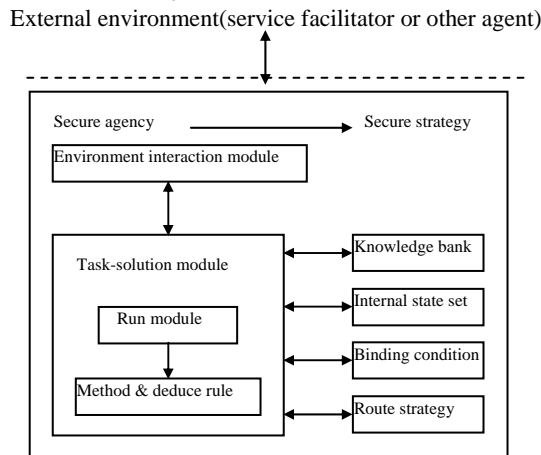 External environment(service facilitator or other agent)
Secure agency
Secure strategy
Environment interaction module
Task-solution module
Run module
Method & deduce rule
Knowledge bank
Internal state set
Binding condition
Route strategy